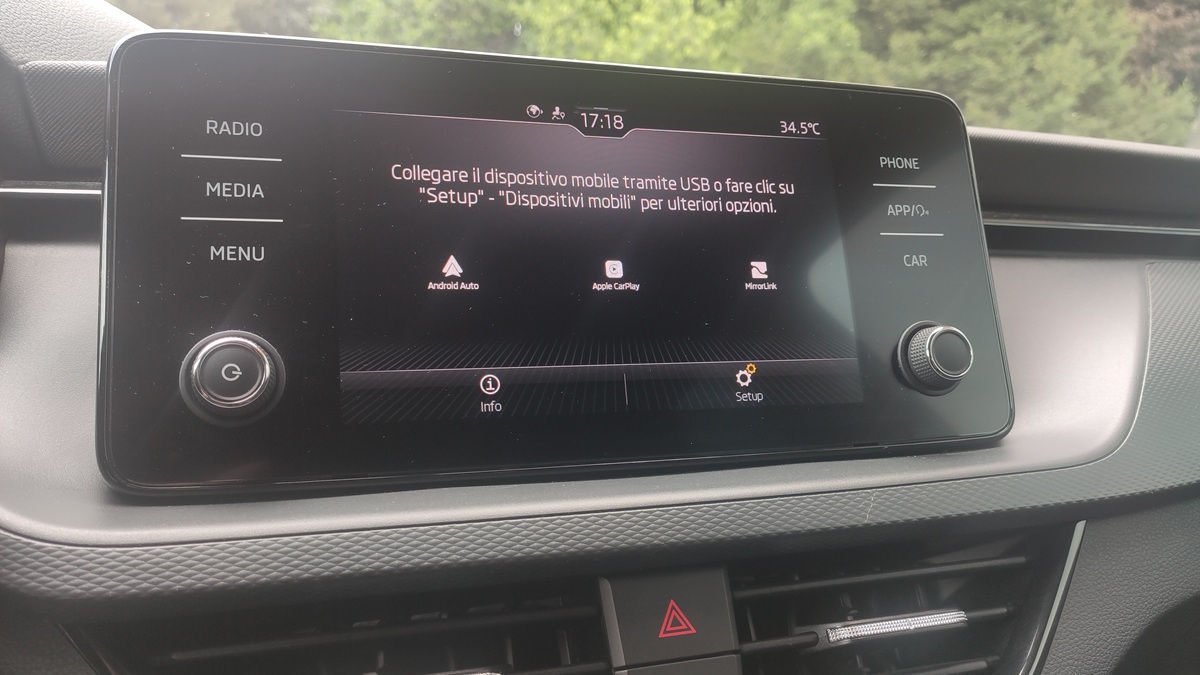 RADIO
MEDIA
MENU
17:18
34.5°C
Collegare il dispositivo mobile tramite USB o fare clic su
"Setup" - "Dispositivi mobili" per ulteriori opzioni.
Android Auto
Apple CarPlay
MirrorLink
Info
Setup
PHONE
APP/
CAR